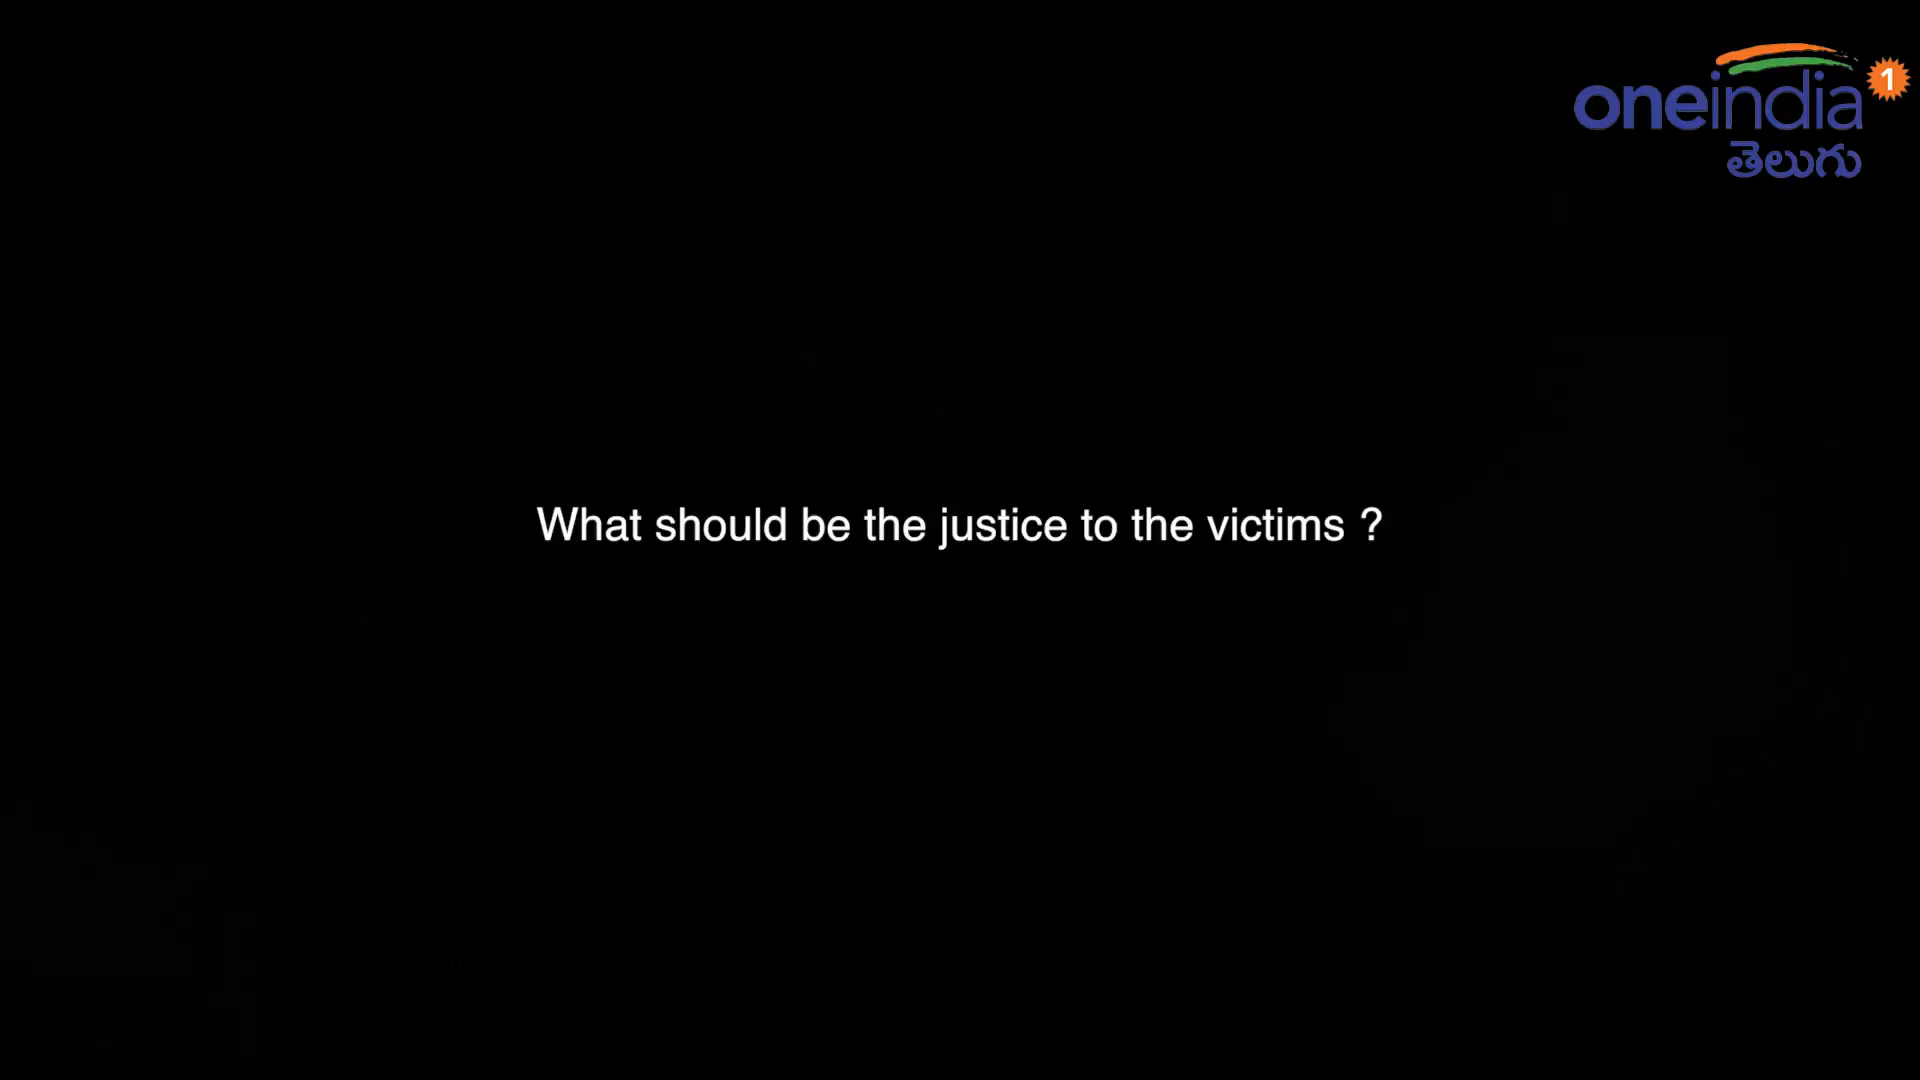 oneindia 1
తెలుగు
What should be the justice to the victims ?